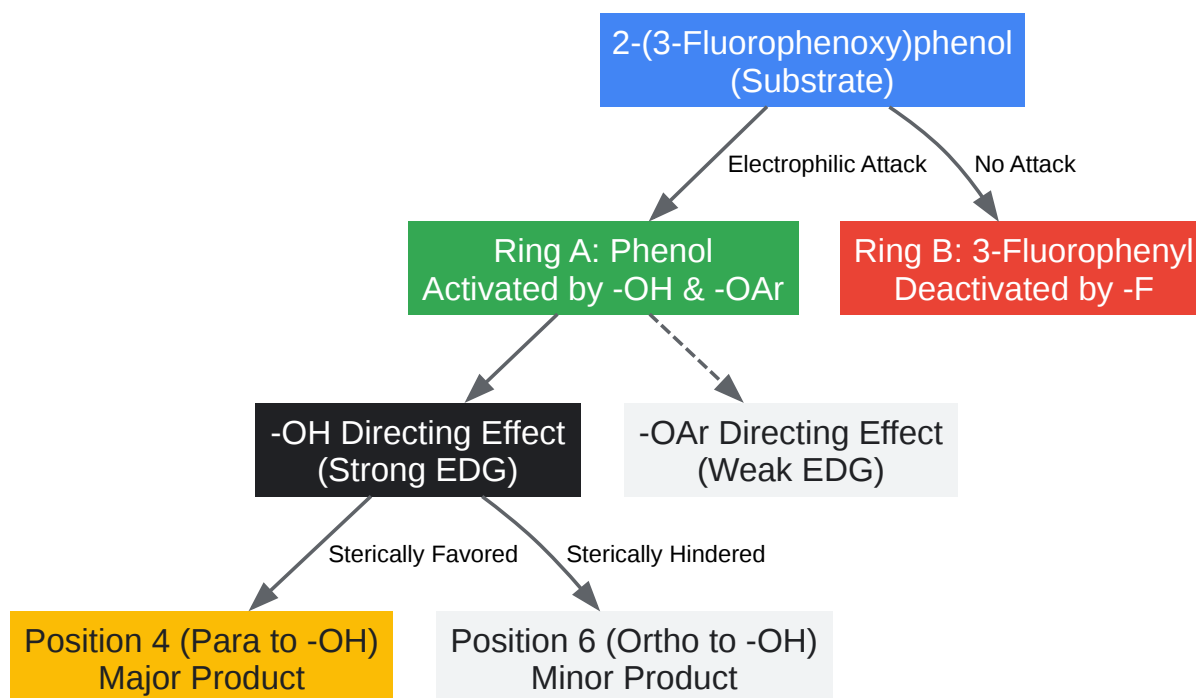 2-(3-Fluorophenoxy)phenol
(Substrate)
Electrophilic Attack
No Attack
Ring A: Phenol
Activated by -OH & -OAr
Ring B: 3-Fluorophenyl
Deactivated by -F
-OH Directing Effect
(Strong EDG)
-OAr Directing Effect
(Weak EDG)
Sterically Favored
Sterically Hindered
Position 4 (Para to -OH)
Major Product
Position 6 (Ortho to -OH)
Minor Product